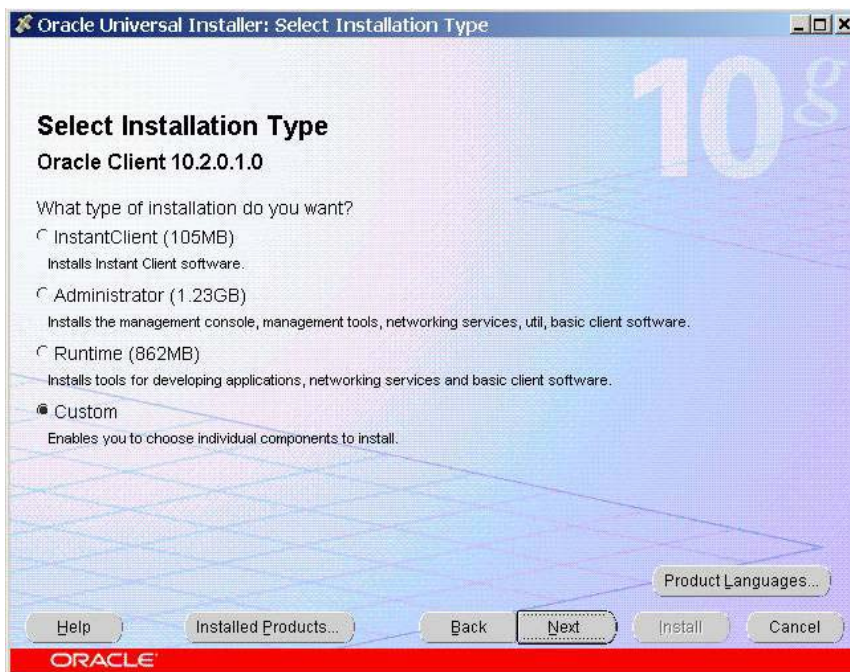 Oracle Universal Installer: Select Installation Type
10g
Select Installation Type
Oracle Client 10.2.0.1.0
What type of installation do you want?
InstantClient (105MB)
Installs Instant Client software.
Administrator (1.23GB)
Installs the management console, management tools, networking services, util, basic client software.
Runtime (862MB)
Installs tools for developing applications, networking services and basic client software.
Custom
Enables you to choose individual components to install.
Product Languages...
Help Installed Products... Back Next Install Cancel
ORACLE